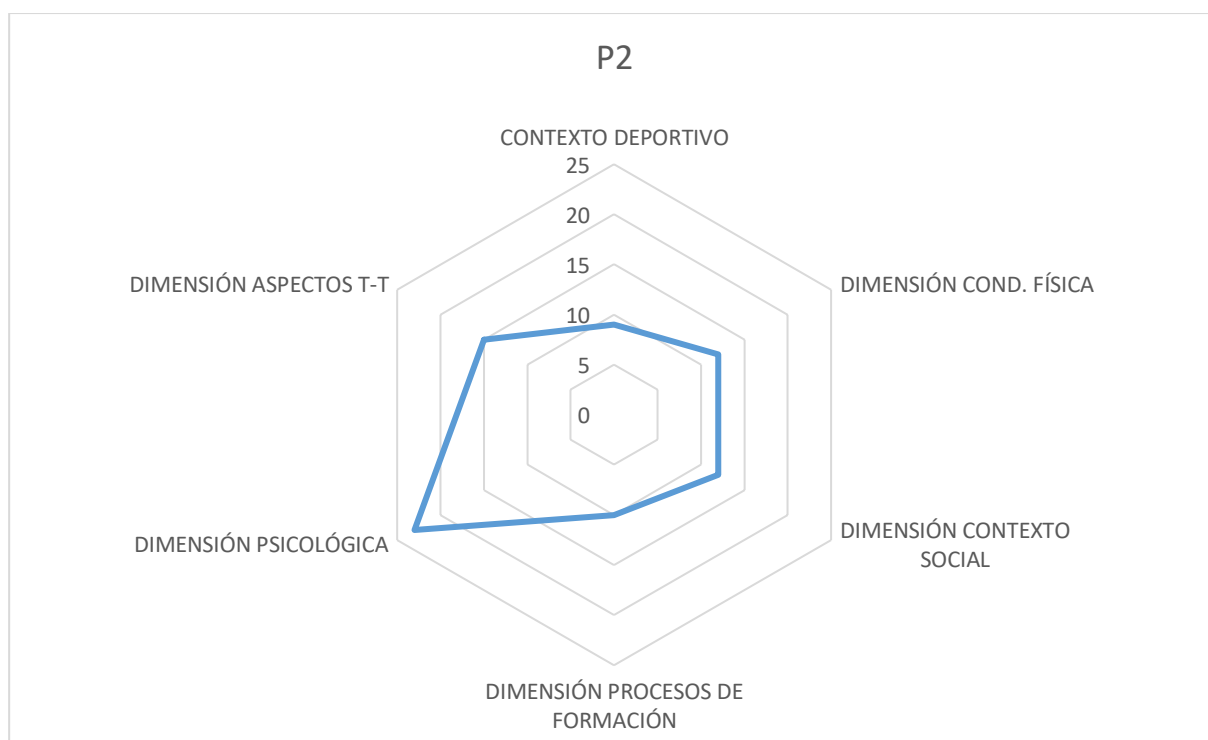 P2
CONTEXTO DEPORTIVO
25
20
15
10
5
0
DIMENSIÓN COND. FÍSICA
DIMENSIÓN CONTEXTO
SOCIAL
DIMENSIÓN PROCESOS DE
FORMACIÓN
DIMENSIÓN PSICOLÓGICA
DIMENSIÓN ASPECTOS T-T